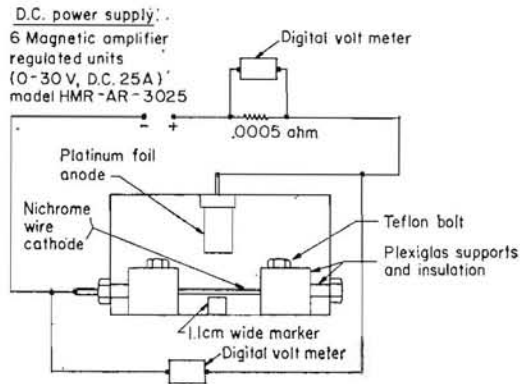 D.C. power supply:
6 Magnetic amplifier
regulated units
(0-30 V, D.C. 25A)
model HMR-AR-3025
Digital volt meter
- +
.0005 ohm
Platinum foil
anode
Nichrome
wire
cathode
Teflon bolt
Plexiglas supports
and insulation
1.1cm wide marker
Digital volt meter